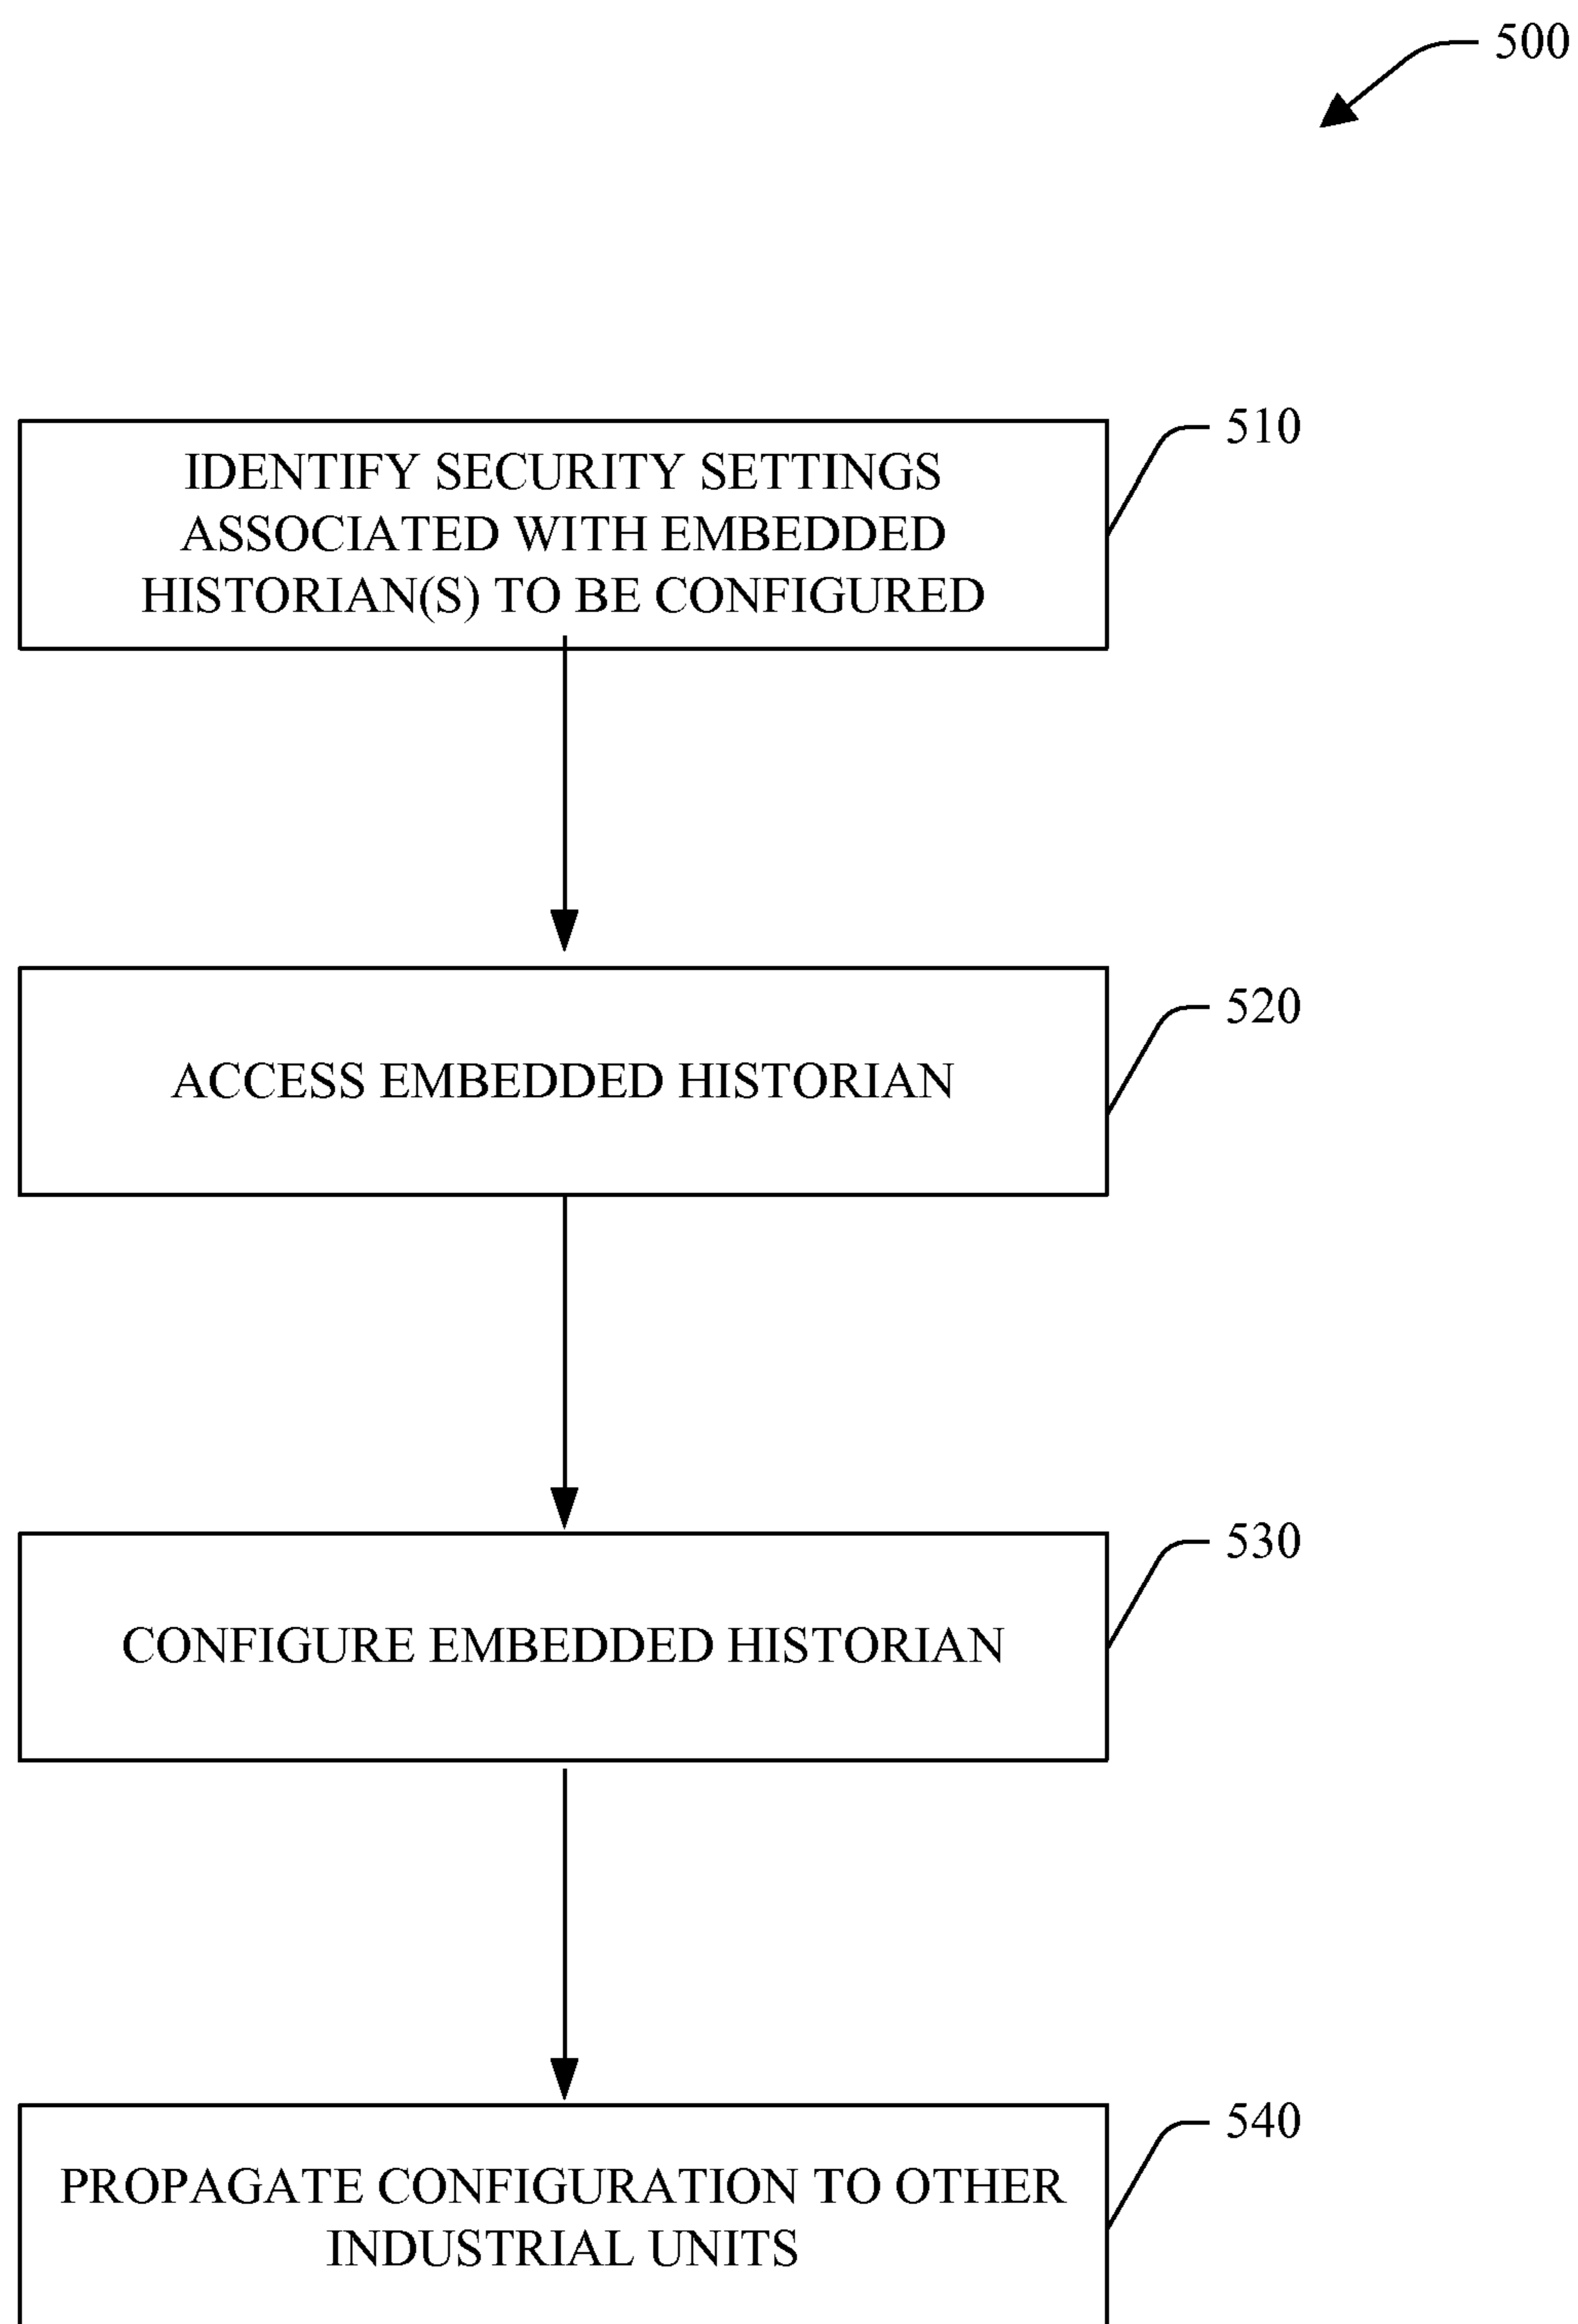 500
510
IDENTIFY SECURITY SETTINGS
ASSOCIATED WITH EMBEDDED
HISTORIAN(S) TO BE CONFIGURED
520
ACCESS EMBEDDED HISTORIAN
530
CONFIGURE EMBEDDED HISTORIAN
540
PROPAGATE CONFIGURATION TO OTHER
INDUSTRIAL UNITS